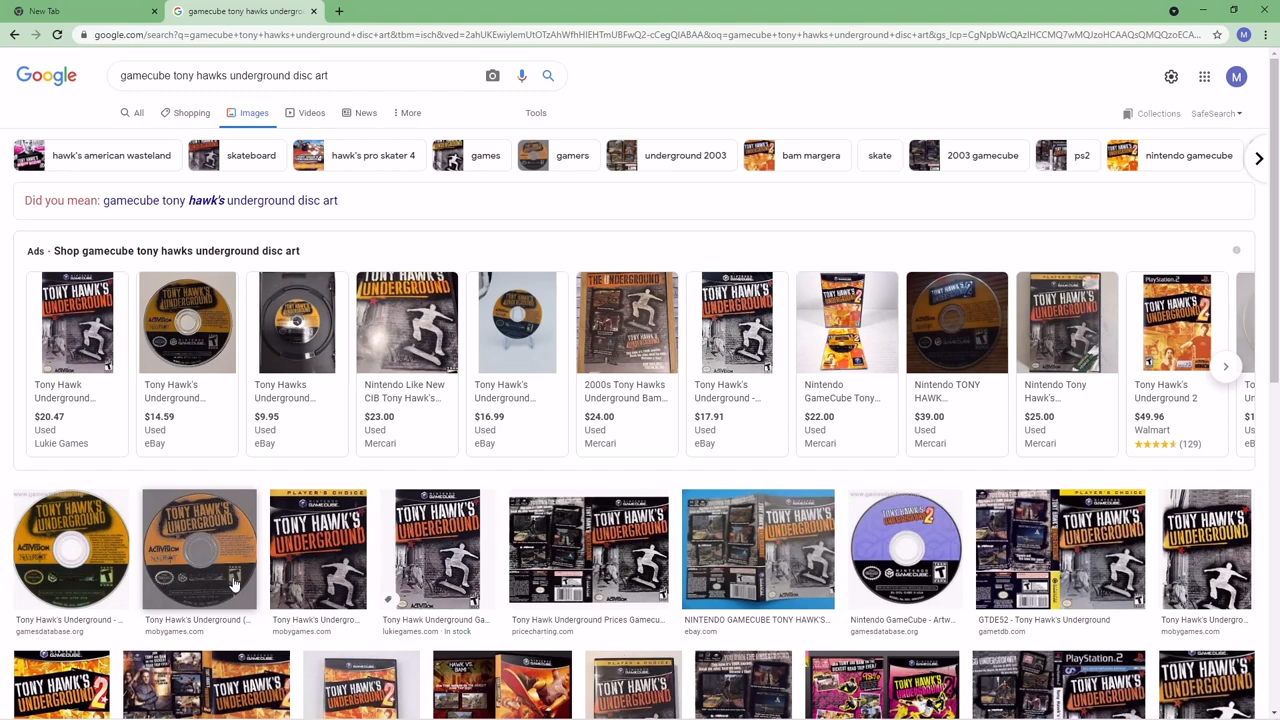 New Tab
gamecube tony hawks undergroun
google.com/search?q=gamecube+tony+hawks+underground+disc+art&tbm=isch&ved=2ahUKEwiylemUtOTzAhWfhHIEHTmUBFwQ2-cCegQIABAA&oq=gamecube+tony+hawks+underground+disc+art&gs_lcp=CgNpbWcQAzIHCCMQ7wMQJzoHCAAQsQMQQzoECA...
M
Google
gamecube tony hawks underground disc art
M
All
Shopping
Images
Videos
News
More
Tools
Collections
SafeSearch
hawk's american wasteland
skateboard
hawk's pro skater 4
games
gamers
underground 2003
bam margera
skate
2003 gamecube
ps2
nintendo gamecube
Did you mean: gamecube tony hawk's underground disc art
Ads · Shop gamecube tony hawks underground disc art
Tony Hawk Underground...
$20.47
Used
Lukie Games
Tony Hawk's Underground...
$14.59
Used
eBay
Tony Hawks Underground
$9.95
Used
eBay
Nintendo Like New CIB Tony Hawk's...
$23.00
Used
Mercari
Tony Hawk's Underground...
$16.99
Used
eBay
2000s Tony Hawks Underground Bam...
$24.00
Used
Mercari
Tony Hawk's Underground -...
$17.91
Used
eBay
Nintendo GameCube Tony...
$22.00
Used
Mercari
Nintendo TONY HAWK...
$39.00
Used
Mercari
Nintendo Tony Hawk's...
$25.00
Used
Mercari
Tony Hawk's Underground 2
$49.96
Used
Walmart
(129)
Tony Hawk's Underground - ...
gamesdatabase.org
Tony Hawk's Underground (...
mobygames.com
Tony Hawk's Undergro...
mobygames.com
Tony Hawk Underground Ga...
lukiegames.com · In stock
Tony Hawk Underground Prices Gamecu...
pricecharting.com
NINTENDO GAMECUBE TONY HAWK'S...
ebay.com
Nintendo GameCube - Artw...
gamesdatabase.org
GTDE52 - Tony Hawk's Underground
gametdb.com
Tony Hawk's Undergro...
mobygames.com